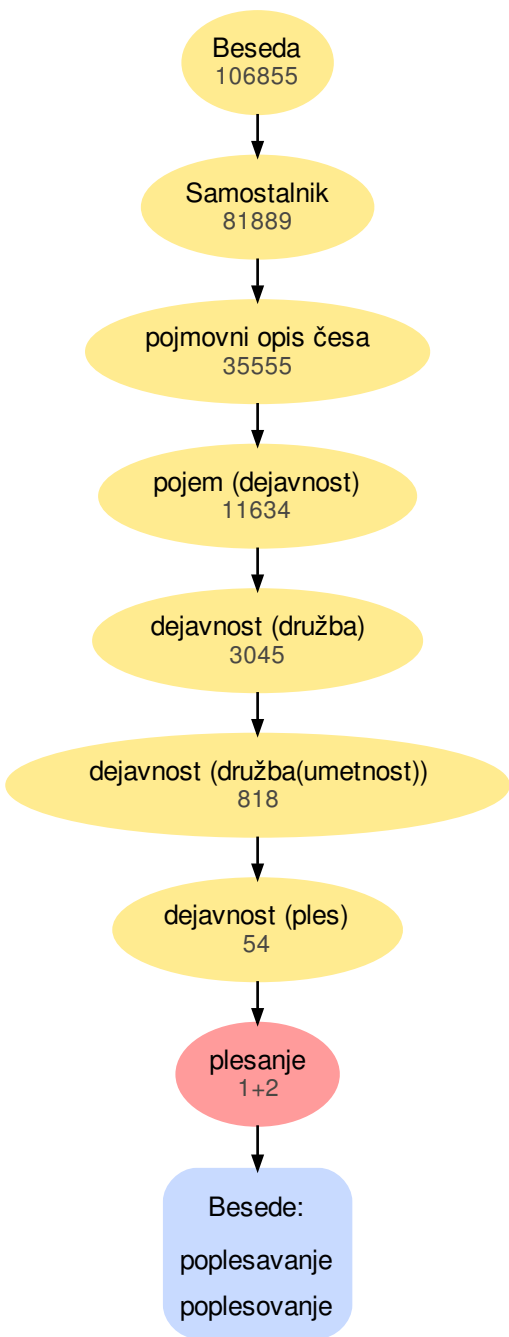 Beseda
106855
Samostalnik
81889
pojmovni opis česa
35555
pojem (dejavnost)
11634
dejavnost (družba)
3045
dejavnost (družba(umetnost))
818
dejavnost (ples)
54
plesanje
1+2
Besede:
poplesavanje
poplesovanje